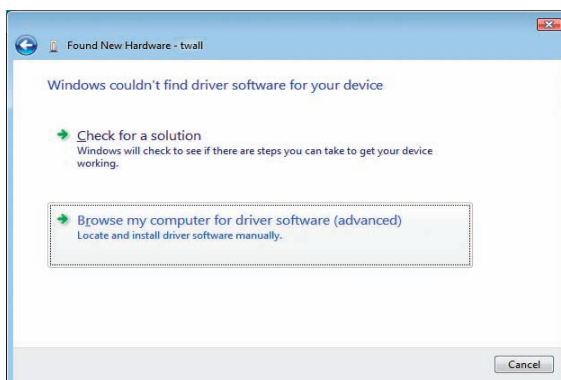 Found New Hardware - twall
Windows couldn't find driver software for your device
Check for a solution
Windows will check to see if there are steps you can take to get your device
working.
Browse my computer for driver software (advanced)
Locate and install driver software manually.
Cancel